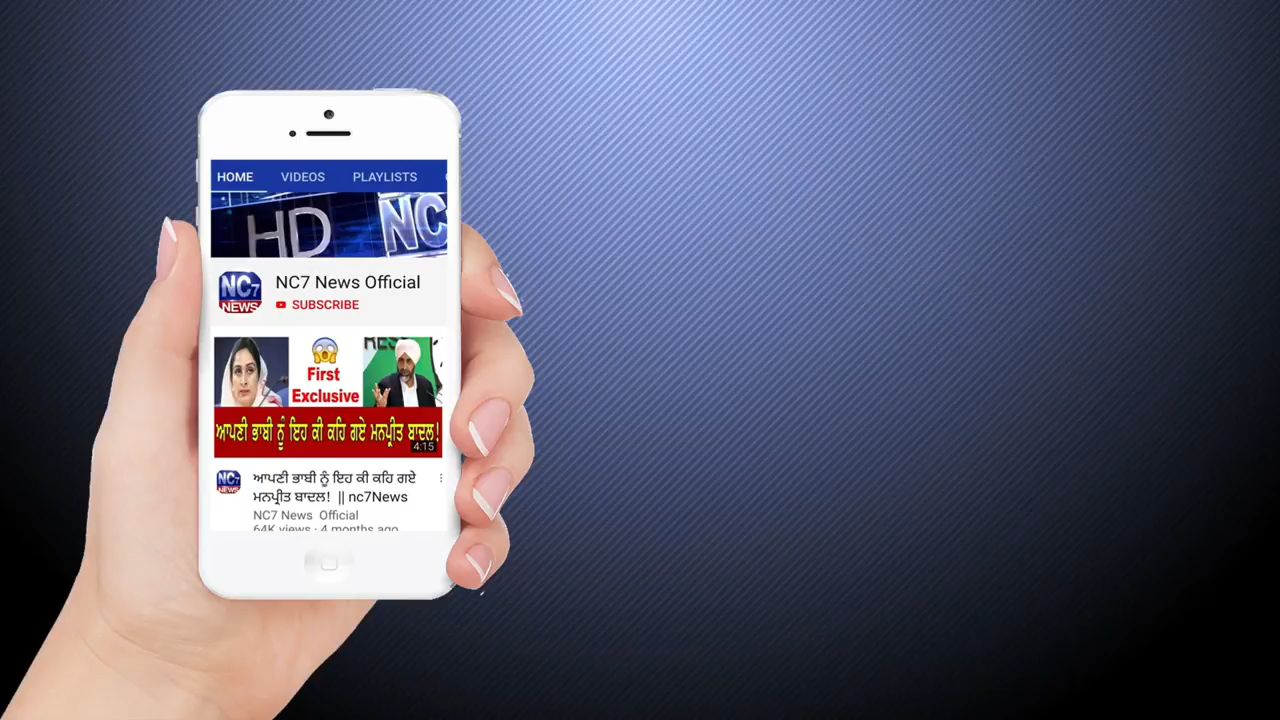 HOME VIDEOS PLAYLISTS
HD NC
NC7 News Official
NC7
NEWS
SUBSCRIBE
First
Exclusive
ਆਪਣੀ ਭਾਬੀ ਨੂੰ ਇਹ ਕੀ ਕਹਿ ਗਏ ਮਨਪ੍ਰੀਤ ਬਾਦਲ!
4:15
NC7
NEWS
ਆਪਣੀ ਭਾਬੀ ਨੂੰ ਇਹ ਕੀ ਕਹਿ ਗਏ
ਮਨਪ੍ਰੀਤ ਬਾਦਲ! || nc7News
NC7 News Official
64K views · 4 months ago